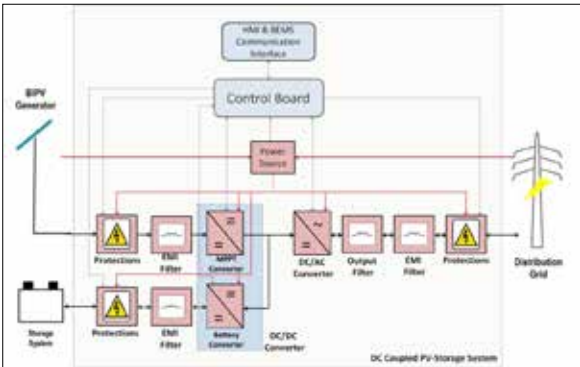 HMI & BEMS
Communication
Interface
BIPV
Generator
Control Board
Power
Source
Protections
EMI
Filter
MPPT
Converter
DC/AC
Converter
Output
Filter
EMI
Filter
Protections
Distribution
Grid
Storage
System
Protections
EMI
Filter
Battery
Converter
DC/DC
Converter
DC Coupled PV-Storage System